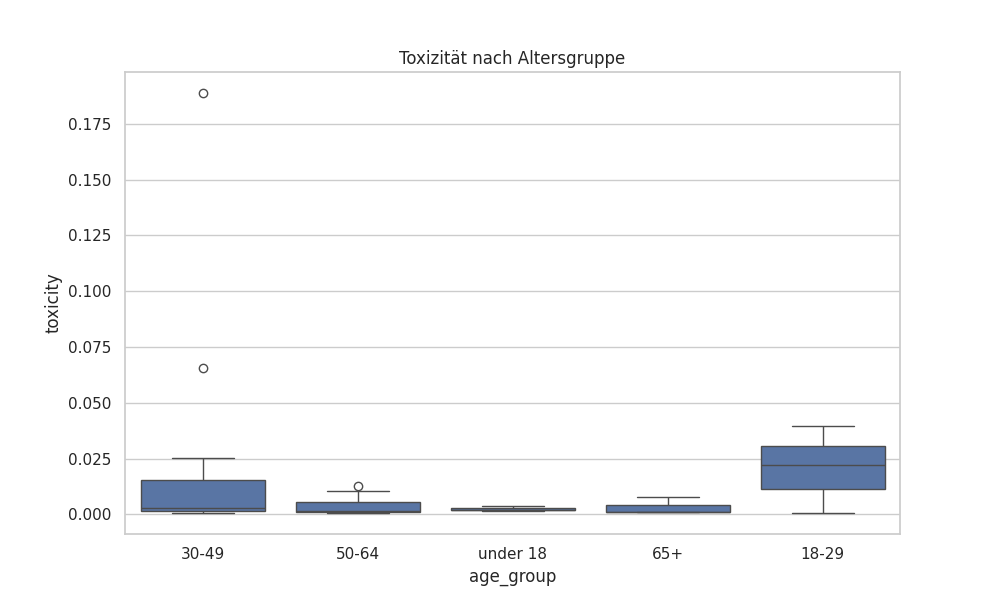 Toxizität nach Altersgruppe
toxicity
0.175
0.150
0.125
0.100
0.075
0.050
0.025
0.000
30-49 50-64 under 18 65+ 18-29
age_group